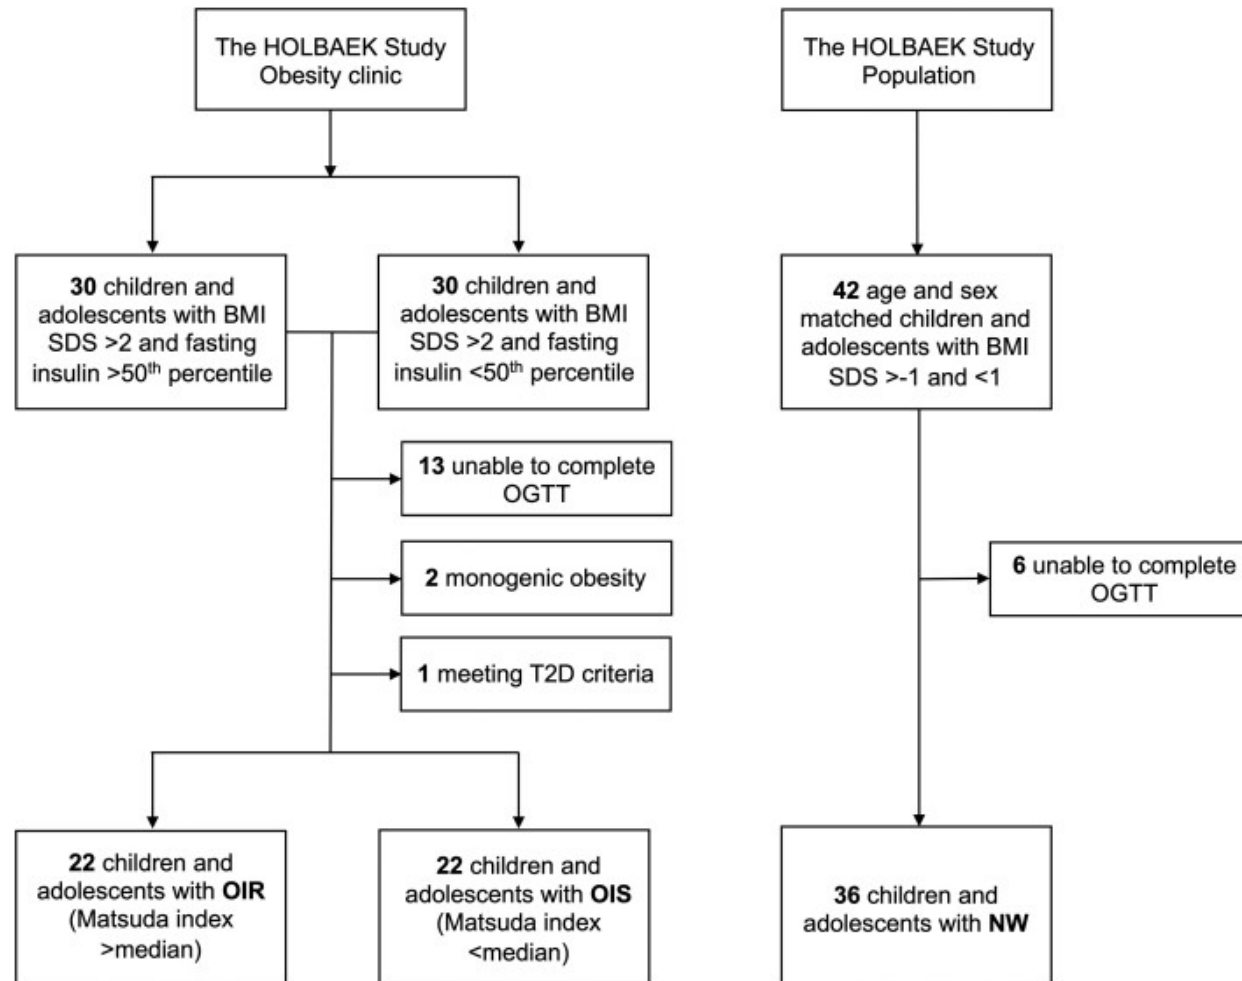 The HOLBAEK Study
Obesity clinic
The HOLBAEK Study
Population
30 children and
adolescents with BMI
SDS >2 and fasting
insulin >50th percentile
30 children and
adolescents with BMI
SDS >2 and fasting
insulin <50th percentile
42 age and sex
matched children and
adolescents with BMI
SDS >-1 and <1
13 unable to complete
OGTT
2 monogenic obesity
1 meeting T2D criteria
6 unable to complete
OGTT
22 children and
adolescents with OIR
(Matsuda index
>median)
22 children and
adolescents with OIS
(Matsuda index
<median)
36 children and
adolescents with NW